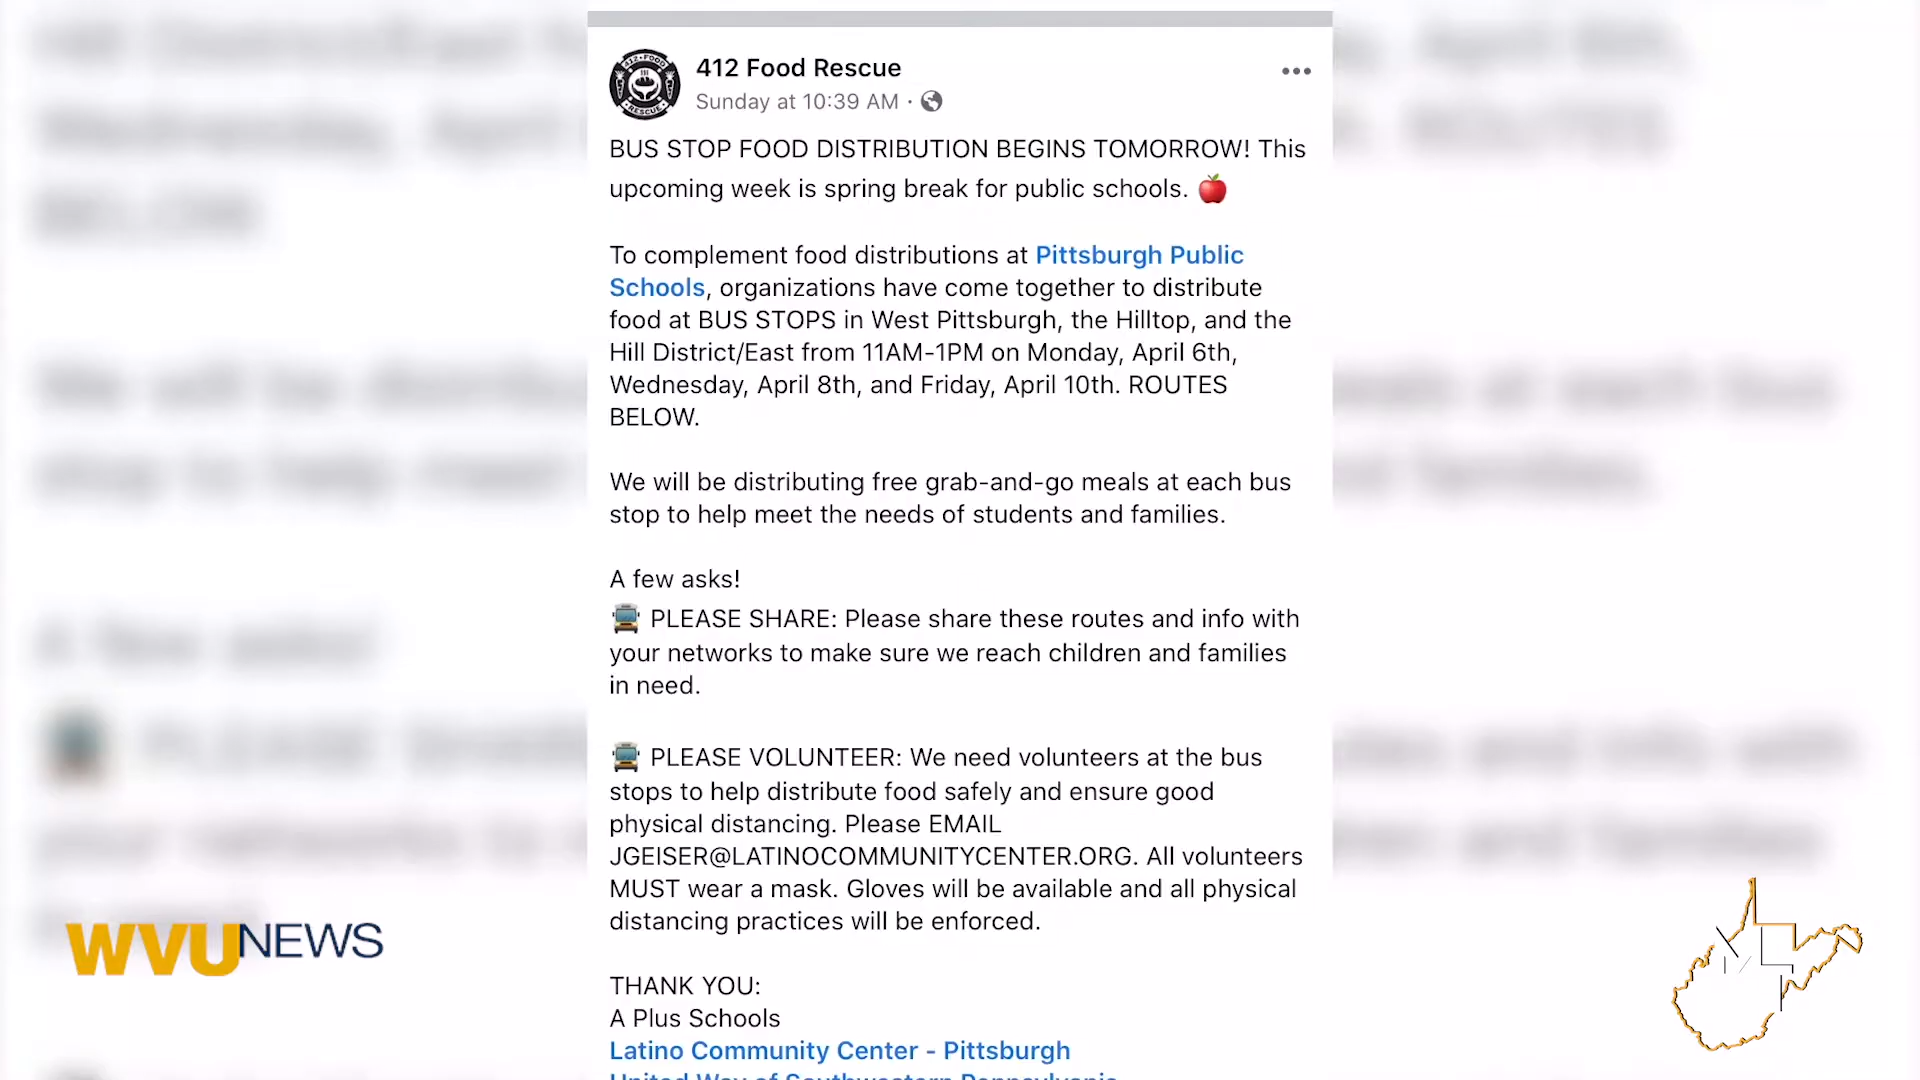 412 Food Rescue
Sunday at 10:39 AM ·
BUS STOP FOOD DISTRIBUTION BEGINS TOMORROW! This
upcoming week is spring break for public schools. 🍎
To complement food distributions at Pittsburgh Public
Schools, organizations have come together to distribute
food at BUS STOPS in West Pittsburgh, the Hilltop, and the
Hill District/East from 11AM-1PM on Monday, April 6th,
Wednesday, April 8th, and Friday, April 10th. ROUTES
BELOW.
We will be distributing free grab-and-go meals at each bus
stop to help meet the needs of students and families.
A few asks!
🚍 PLEASE SHARE: Please share these routes and info with
your networks to make sure we reach children and families
in need.
🚍 PLEASE VOLUNTEER: We need volunteers at the bus
stops to help distribute food safely and ensure good
physical distancing. Please EMAIL
JGEISER@LATINOCOMMUNITYCENTER.ORG. All volunteers
MUST wear a mask. Gloves will be available and all physical
distancing practices will be enforced.
THANK YOU:
A Plus Schools
Latino Community Center - Pittsburgh
United Way of Southwestern Pennsylvania
WVUNEWS